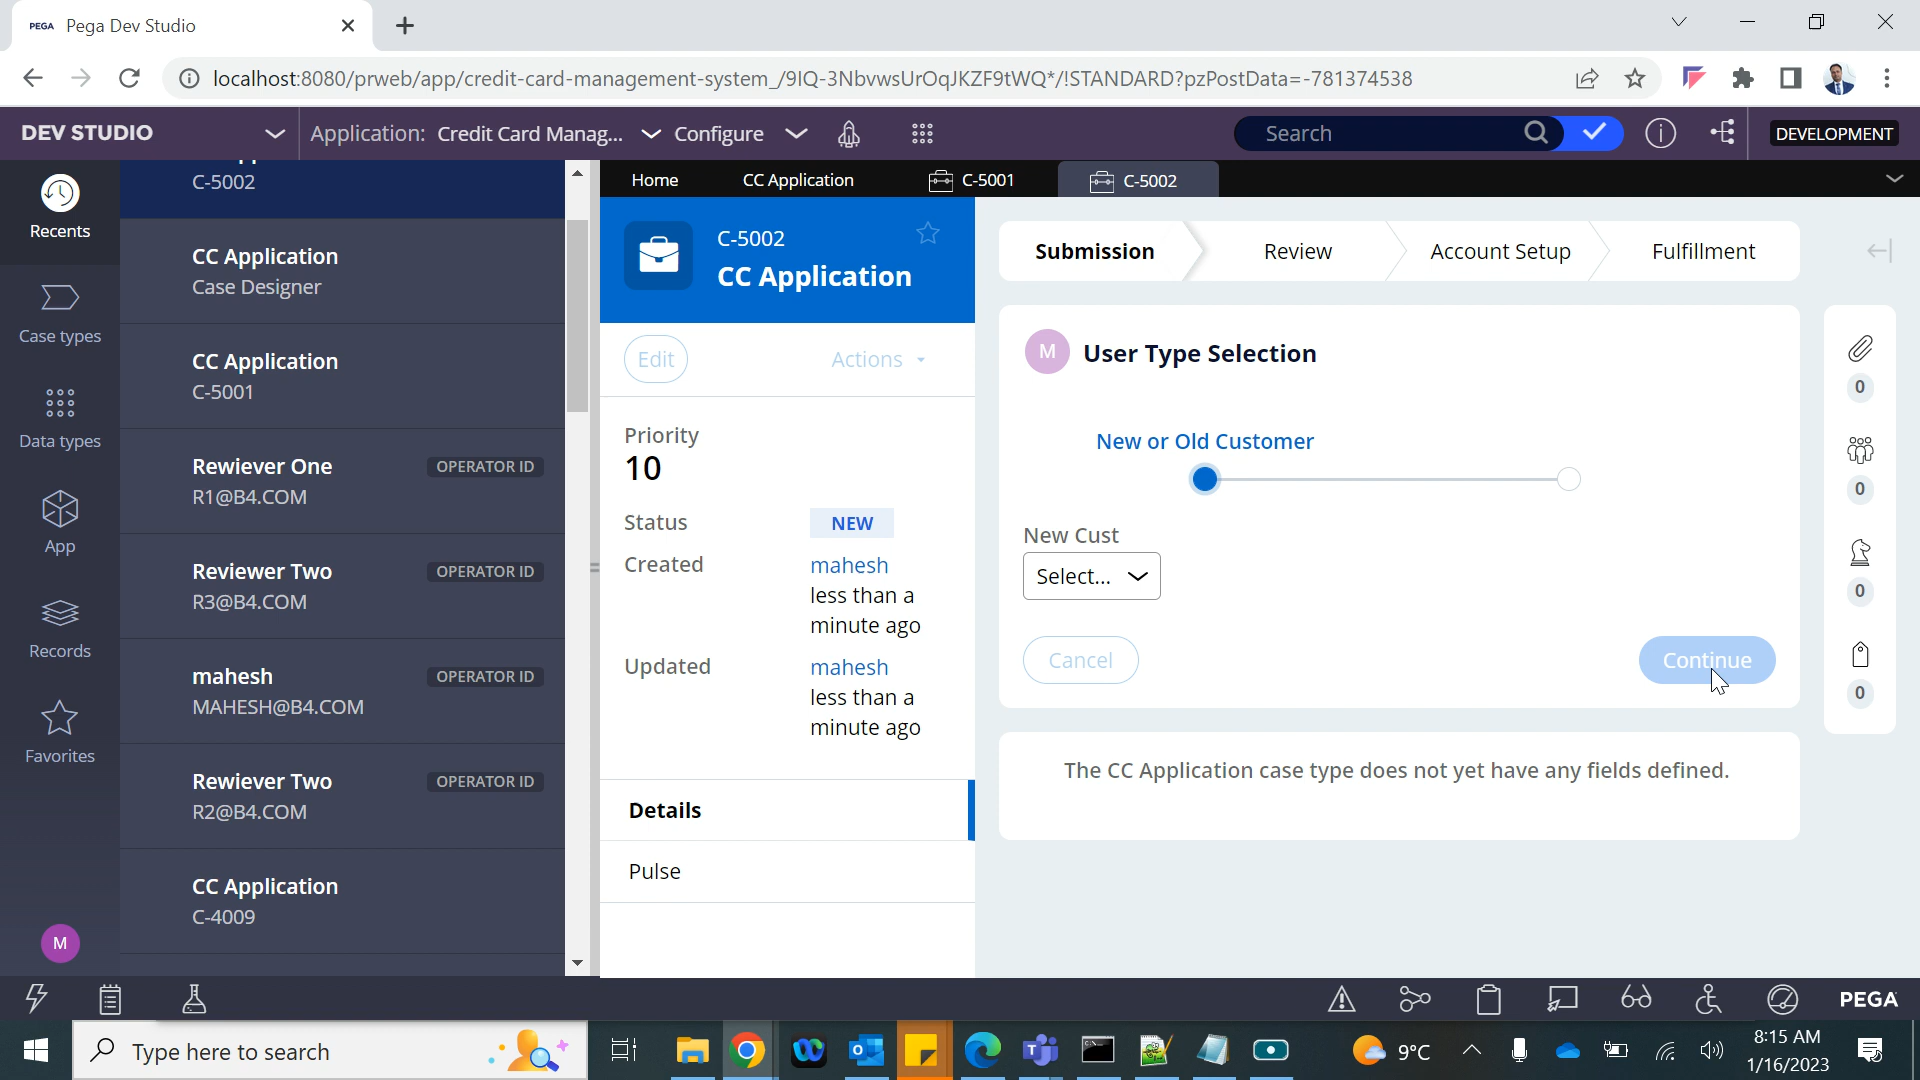 PEGA Pega Dev Studio
localhost:8080/prweb/app/credit-card-management-system_/9IQ-3NbvwsUrOqJKZF9tWQ*/!STANDARD?pzPostData=-781374538
DEV STUDIO
Application: Credit Card Manag...
Configure
Search
DEVELOPMENT
Recents
Case types
Data types
App
Records
Favorites
M
C-5002
CC Application
Case Designer
CC Application
C-5001
Rewiever One
OPERATOR ID
R1@B4.COM
Reviewer Two
OPERATOR ID
R3@B4.COM
mahesh
OPERATOR ID
MAHESH@B4.COM
Rewiever Two
OPERATOR ID
R2@B4.COM
CC Application
C-4009
Home
CC Application
C-5001
C-5002
C-5002
CC Application
Edit
Actions
Priority
10
Status
NEW
Created
mahesh
less than a
minute ago
Updated
mahesh
less than a
minute ago
Details
Pulse
Submission
Review
Account Setup
Fulfillment
M
User Type Selection
New or Old Customer
New Cust
Select...
Cancel
Continue
The CC Application case type does not yet have any fields defined.
0
0
0
0
PEGA
Type here to search
9°C
8:15 AM
1/16/2023